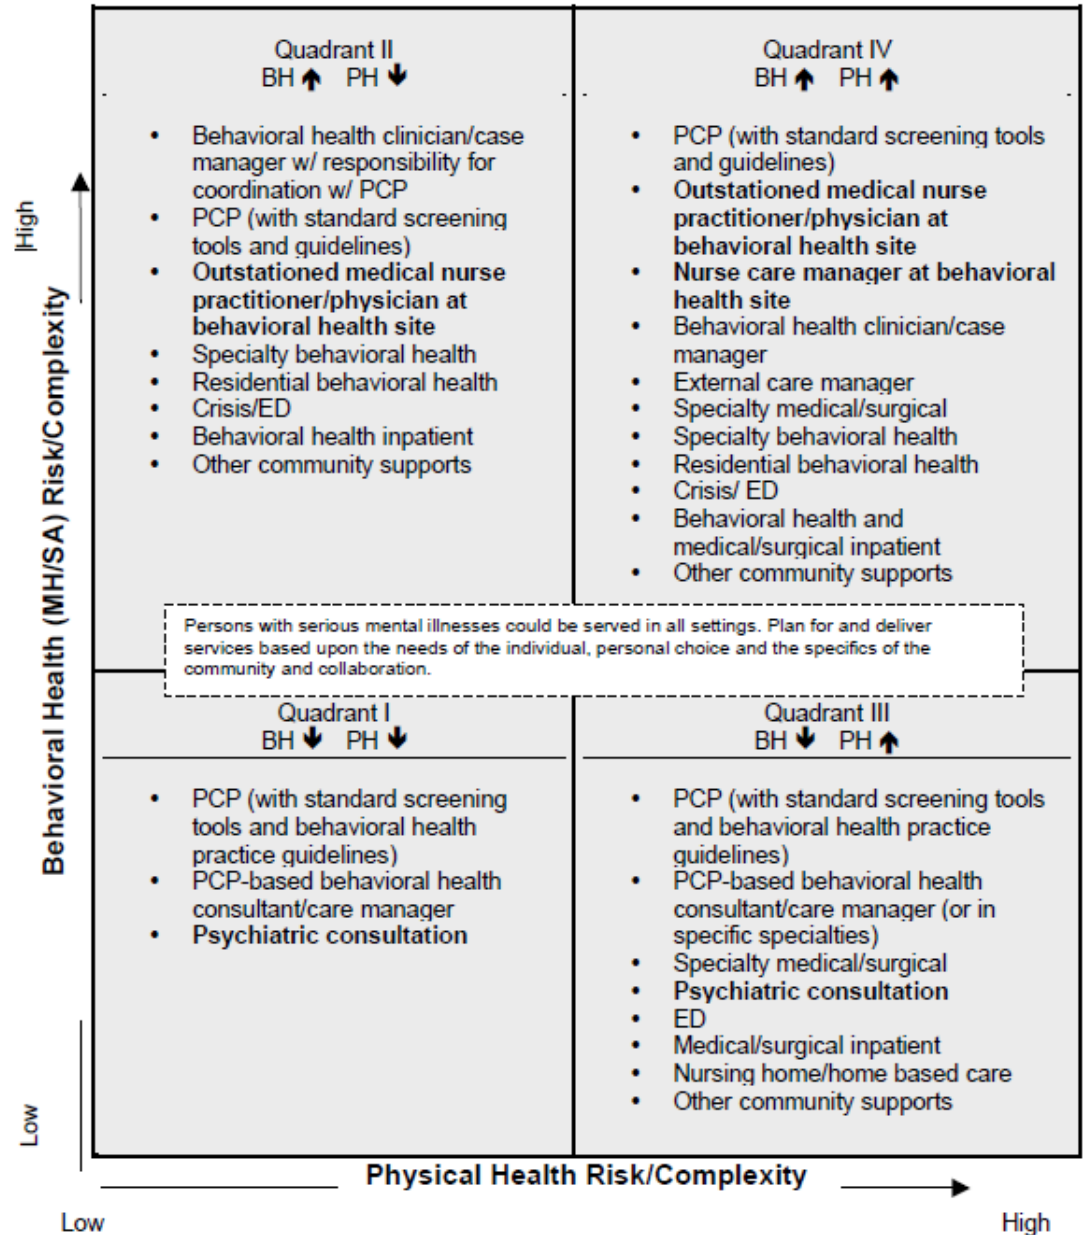 Quadrant II
BH 🡹 PH 🡻
• Behavioral health clinician/case
manager w/ responsibility for
coordination w/ PCP
• PCP (with standard screening
tools and guidelines)
• Outstationed medical nurse
practitioner/physician at
behavioral health site
• Specialty behavioral health
• Residential behavioral health
• Crisis/ED
• Behavioral health inpatient
• Other community supports
Quadrant IV
BH 🡹 PH 🡹
• PCP (with standard screening tools
and guidelines)
• Outstationed medical nurse
practitioner/physician at
behavioral health site
• Nurse care manager at behavioral
health site
• Behavioral health clinician/case
manager
• External care manager
• Specialty medical/surgical
• Specialty behavioral health
• Residential behavioral health
• Crisis/ ED
• Behavioral health and
medical/surgical inpatient
• Other community supports
Persons with serious mental illnesses could be served in all settings. Plan for and deliver
services based upon the needs of the individual, personal choice and the specifics of the
community and collaboration.
Quadrant I
BH 🡻 PH 🡻
• PCP (with standard screening
tools and behavioral health
practice guidelines)
• PCP-based behavioral health
consultant/care manager
• Psychiatric consultation
Quadrant III
BH 🡻 PH 🡹
• PCP (with standard screening tools
and behavioral health practice
guidelines)
• PCP-based behavioral health
consultant/care manager (or in
specific specialties)
• Specialty medical/surgical
• Psychiatric consultation
• ED
• Medical/surgical inpatient
• Nursing home/home based care
• Other community supports
High
Behavioral Health (MH/SA) Risk/Complexity
Low
Physical Health Risk/Complexity
Low
High